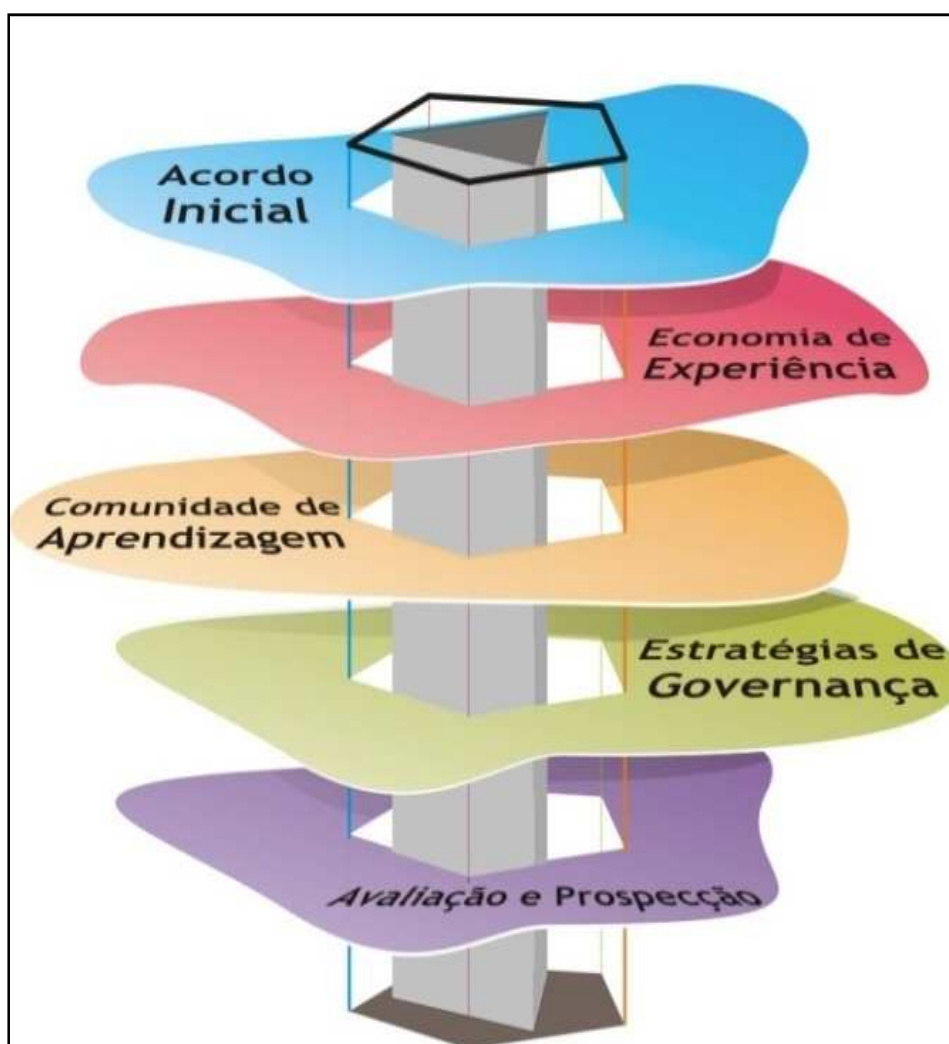 Acordo
Inicial
Economia de
Experiência
Comunidade de
Aprendizagem
Estratégias de
Governança
Avaliação e Prospecção